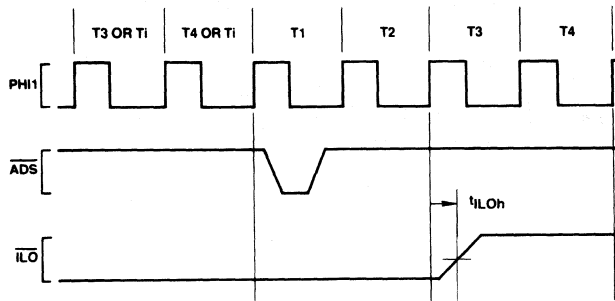 T3 OR Ti T4 OR Ti T1 T2 T3 T4
PHI1
ADS
tILOh
ILO